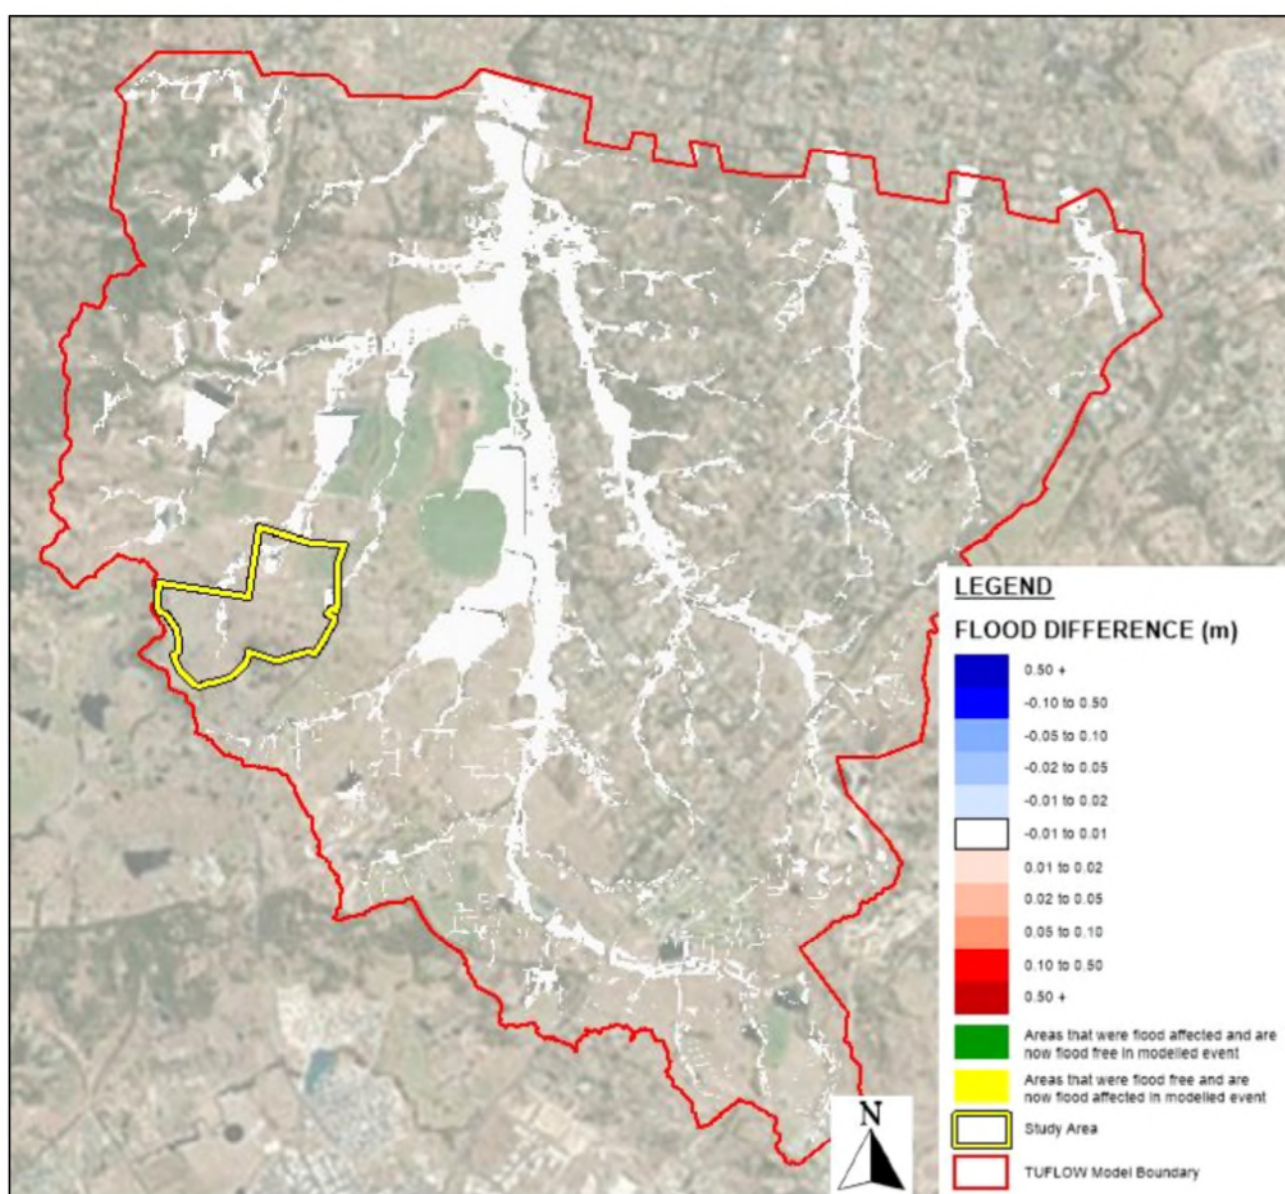 LEGEND
FLOOD DIFFERENCE (m)
0.50 +
-0.10 to 0.50
-0.05 to 0.10
-0.02 to 0.05
-0.01 to 0.02
-0.01 to 0.01
0.01 to 0.02
0.02 to 0.05
0.05 to 0.10
0.10 to 0.50
0.50 +
Areas that were flood affected and are
now flood free in modelled event
Areas that were flood free and are
now flood affected in modelled event
N
Study Area
TUFLOW Model Boundary